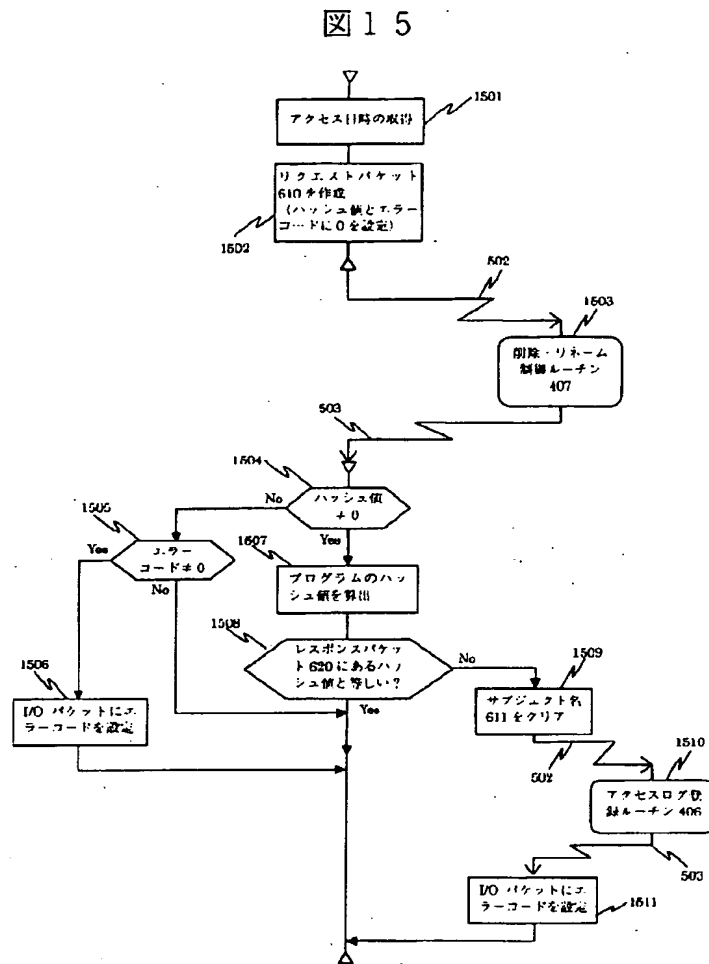 図15
1501
アクセス日時の取得
リクエストパケット
610を作成
(ハッシュ値とエラー
コードに0を設定)
1502
502
1503
削除・リネーム
制御ルーチン
407
503
1504
ハッシュ値
≠0
No
Yes
1505
エラー
コード≠0
Yes
No
1507
プログラムのハッ
シュ値を算出
1508
レスポンスパケッ
ト620にあるハッ
シュ値と等しい?
No
Yes
1509
サブジェクト名
611をクリア
1506
I/Oパケットにエ
ラーコードを設定
502
1510
アクセスログ登
録ルーチン406
503
I/Oパケットにエ
ラーコードを設定
1511